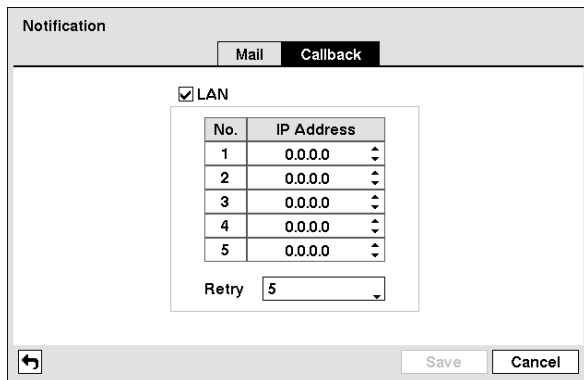 Notification
Mail Callback
LAN
No. IP Address
1 0.0.0.0
2 0.0.0.0
3 0.0.0.0
4 0.0.0.0
5 0.0.0.0
Retry 5
Save Cancel